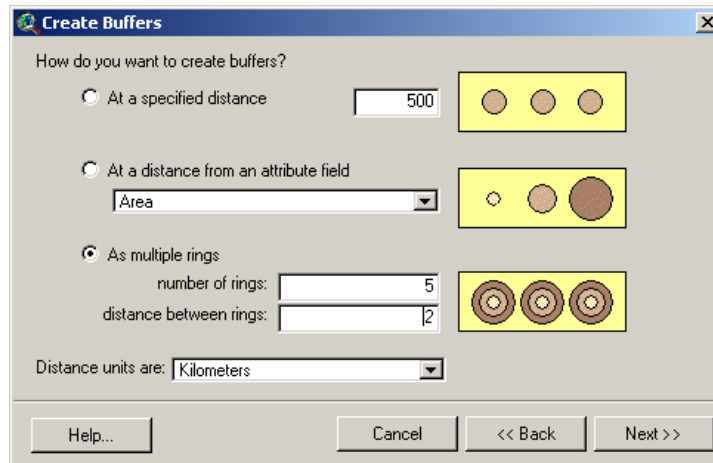 Create Buffers
How do you want to create buffers?
At a specified distance 500
At a distance from an attribute field
Area
As multiple rings
number of rings: 5
distance between rings: 2
Distance units are: Kilometers
Help... Cancel << Back Next >>